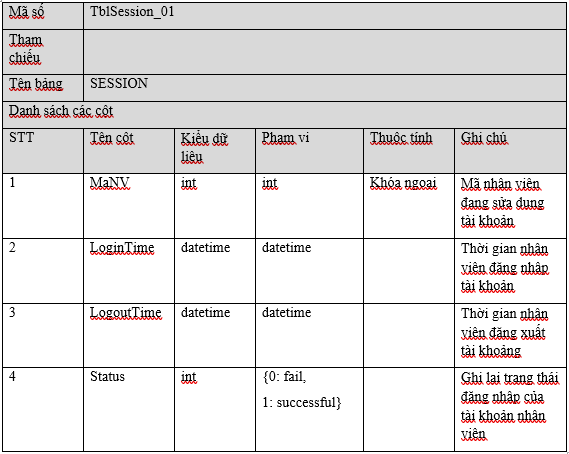 Mã số TblSession_01
Tham
chiếu
Tên bảng SESSION
Danh sách các cột
STT Tên cột Kiểu dữ liệu Phạm vi Thuộc tính Ghi chú
1 MaNV int int Khóa ngoại Mã nhân viên
đang sửa dụng
tài khoản
2 LoginTime datetime datetime Thời gian nhân
viên đăng nhập
tài khoản
3 LogoutTime datetime datetime Thời gian nhân
viên đăng xuất
tài khoảng
4 Status int {0: fail,
1: successful} Ghi lại trạng thái
đăng nhập của
tài khoản nhân
viên